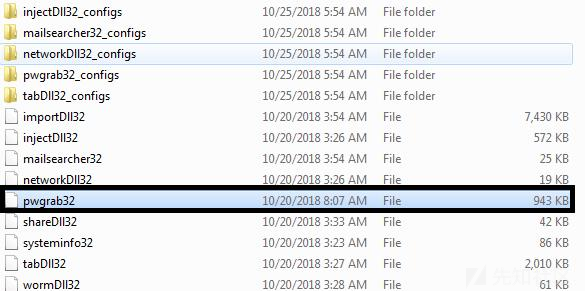 injectDll32_configs 10/25/2018 5:54 AM File folder
mailsearcher32_configs 10/25/2018 5:54 AM File folder
networkDll32_configs 10/25/2018 5:54 AM File folder
pwgrab32_configs 10/25/2018 5:54 AM File folder
tabDll32_configs 10/25/2018 5:54 AM File folder
importDll32 10/20/2018 3:54 AM File 7,430 KB
injectDll32 10/20/2018 3:26 AM File 572 KB
mailsearcher32 10/20/2018 3:54 AM File 25 KB
networkDll32 10/20/2018 3:26 AM File 19 KB
pwgrab32 10/20/2018 8:07 AM File 943 KB
shareDll32 10/20/2018 3:33 AM File 42 KB
systeminfo32 10/20/2018 3:23 AM File 86 KB
tabDll32 10/20/2018 3:27 AM File 2,010 KB
wormDll32 10/20/2018 3:28 AM File 61 KB